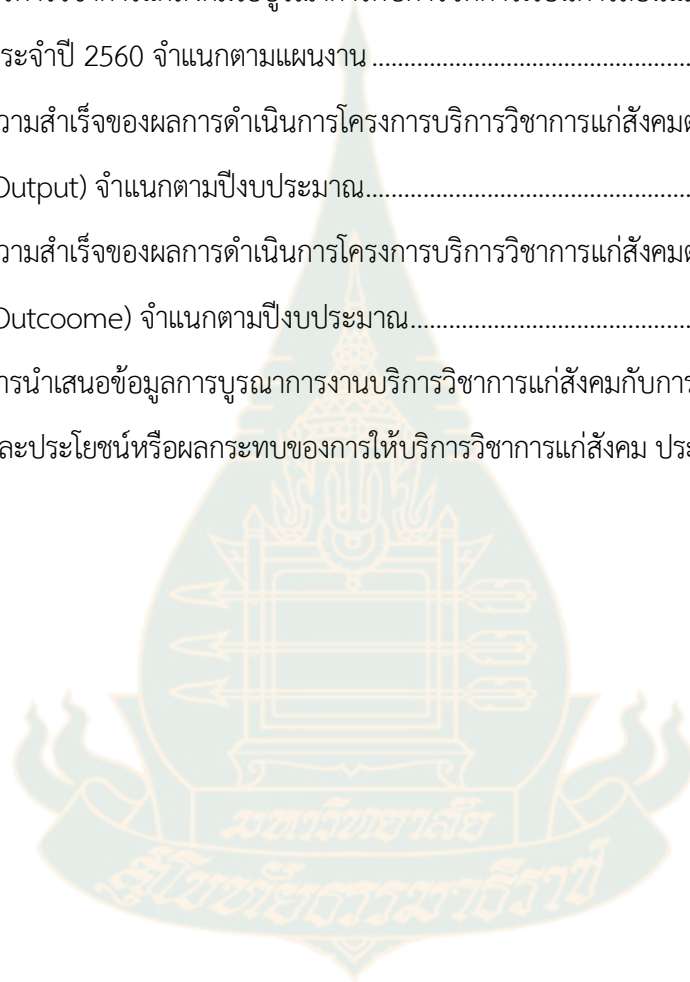 ประจำปี 2560 จำแนกตามแผนงาน ................................................................
ความสำเร็จของผลการดำเนินการโครงการบริการวิชาการแก่สังคม
Output) จำแนกตามปีงบประมาณ................................................................
ความสำเร็จของผลการดำเนินการโครงการบริการวิชาการแก่สังคม
Outcoome) จำแนกตามปีงบประมาณ................................................................
การนำเสนอข้อมูลการบูรณาการงานบริการวิชาการแก่สังคมกับการ
และประโยชน์หรือผลกระทบของการให้บริการวิชาการแก่สังคม
มหาวิทยาลัย
สุโขทัยธรรมาธิราช